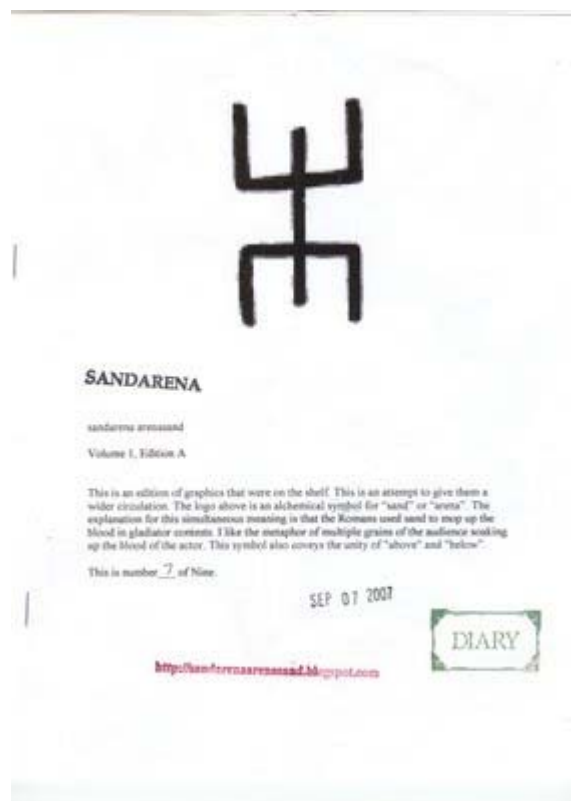 SANDARENA
sandarena arenasand
Volume 1, Edition A
This is an edition of graphics that were on the shelf. This is an attempt to give them a
wider circulation. The logo above is an alchemical symbol for "sand" or "arena". The
explanation for this simultaneous meaning is that the Romans used sand to mop up the
blood in gladiator contests. I like the metaphor of multiple grains of the audience soaking
up the blood of the actor. This symbol also coveys the unity of "above" and "below".
This is number 7 of Nine.
SEP 07 2007
DIARY